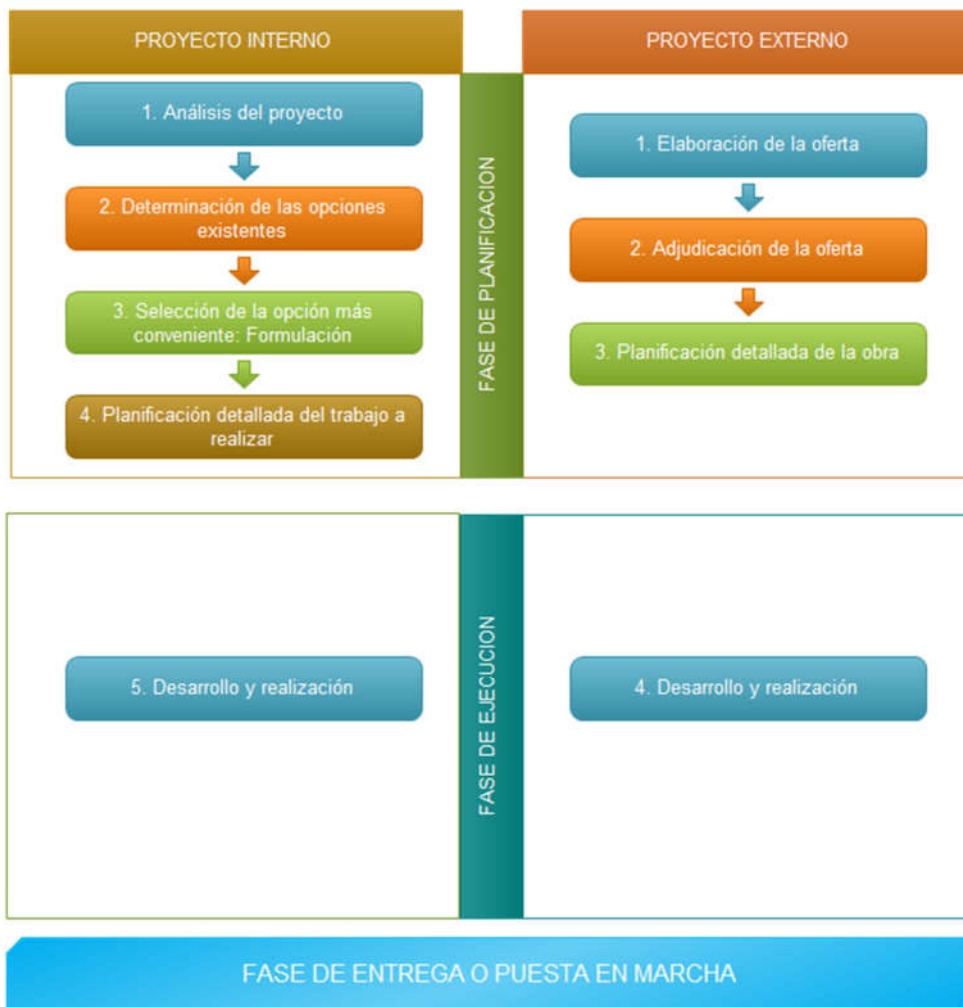 PROYECTO INTERNO
PROYECTO EXTERNO
1. Análisis del proyecto
2. Determinación de las opciones
existentes
3. Selección de la opción más
conveniente: Formulación
4. Planificación detallada del trabajo a
realizar
FASE DE PLANIFICACION
1. Elaboración de la oferta
2. Adjudicación de la oferta
3. Planificación detallada de la obra
5. Desarrollo y realización
FASE DE EJECUCION
4. Desarrollo y realización
FASE DE ENTREGA O PUESTA EN MARCHA